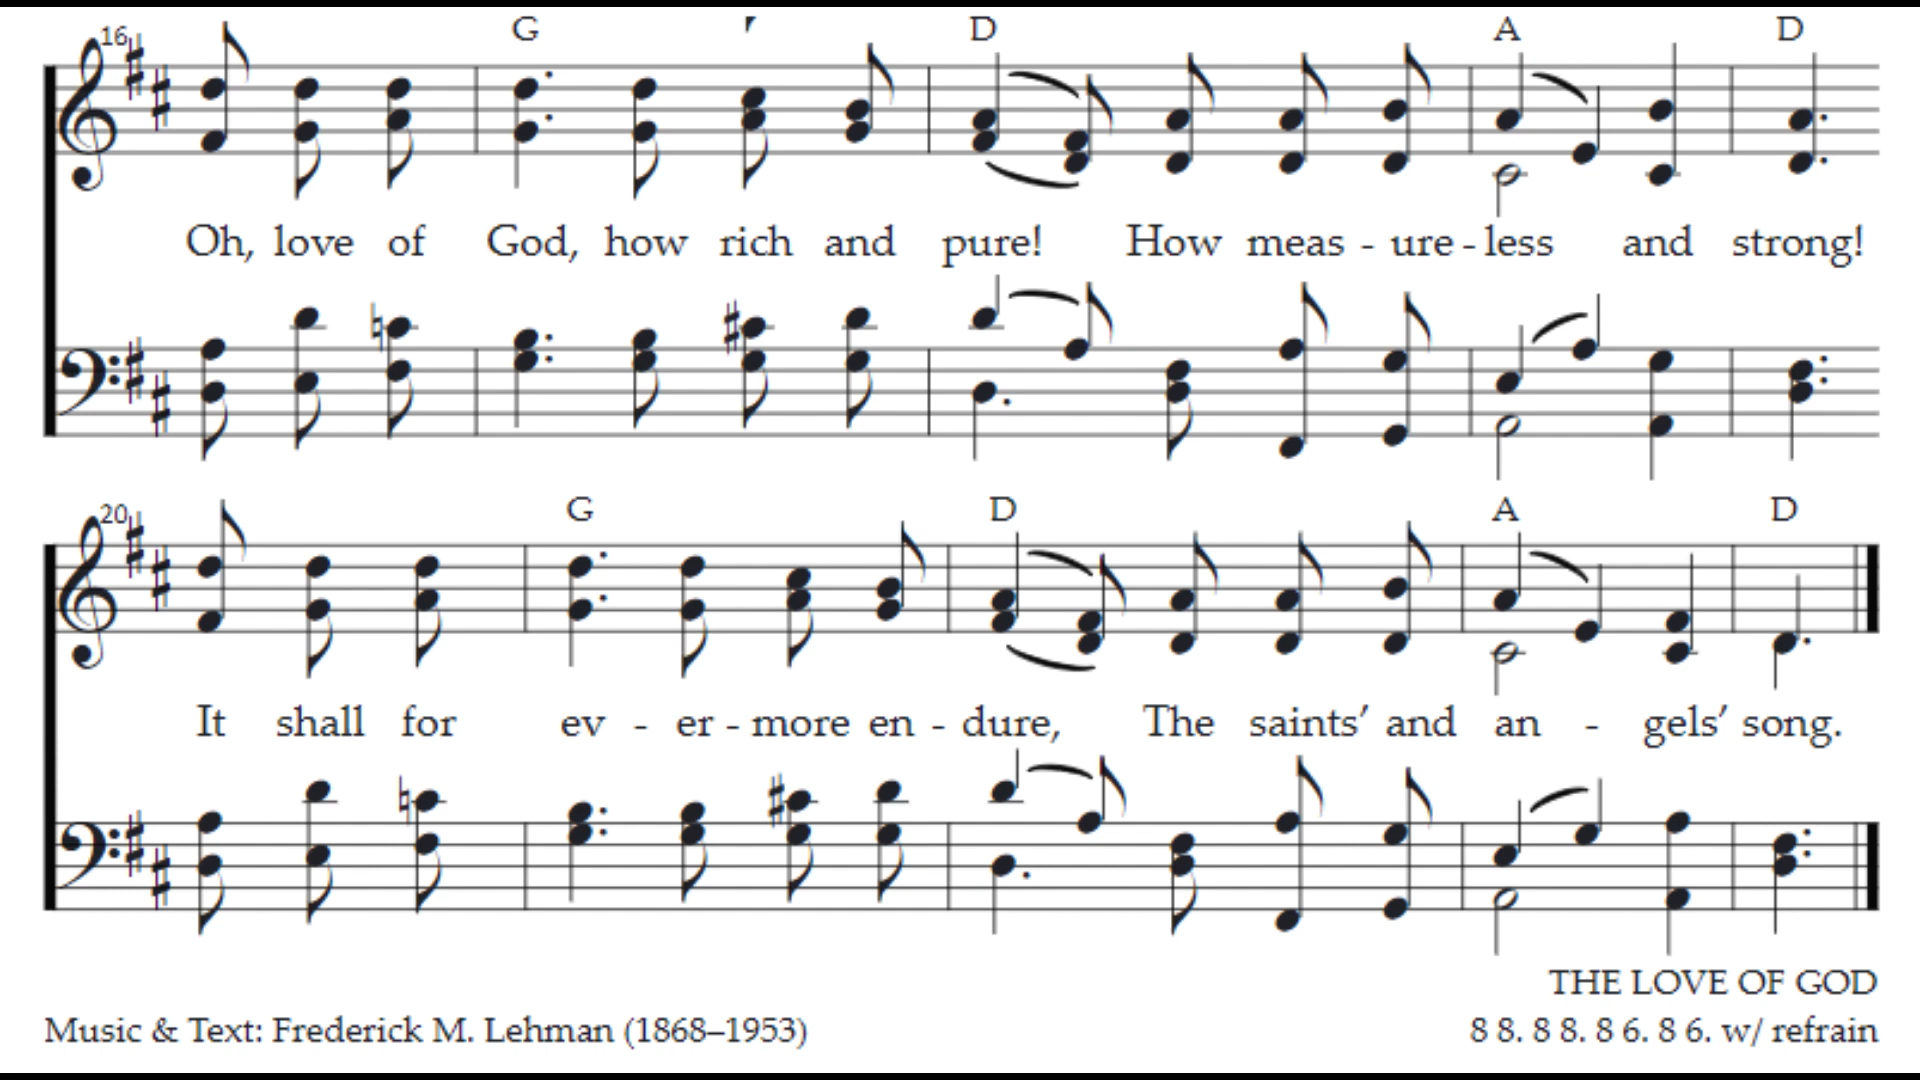 16 G D A D
Oh, love of God, how rich and pure! How meas - ure - less and strong!
20 G D A D
It shall for ev - er - more en - dure, The saints’ and an - gels’ song.
THE LOVE OF GOD
Music & Text: Frederick M. Lehman (1868–1953) 8 8. 8 8. 8 6. 8 6. w/ refrain